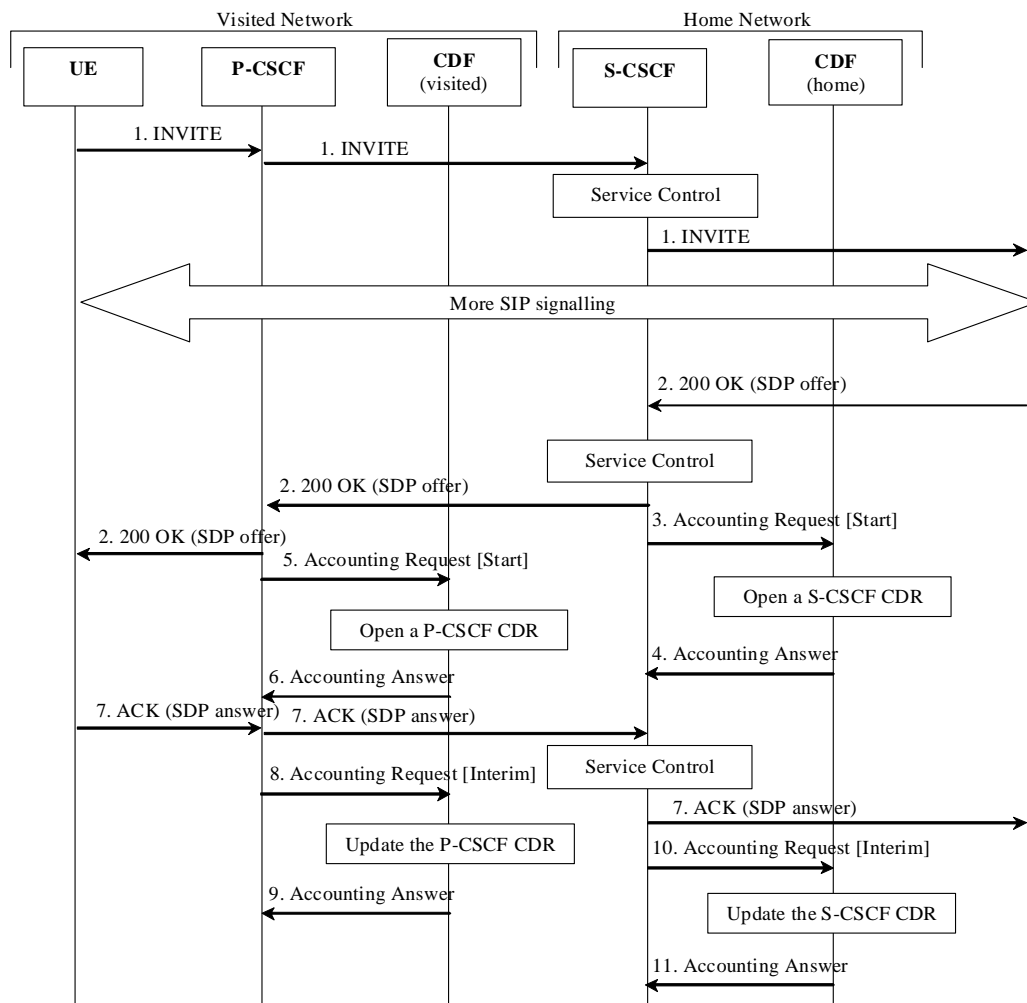 Visited Network
Home Network
UE
P-CSCF
CDF
(visited)
S-CSCF
CDF
(home)
1. INVITE
1. INVITE
Service Control
1. INVITE
More SIP signalling
2. 200 OK (SDP offer)
Service Control
2. 200 OK (SDP offer)
3. Accounting Request [Start]
2. 200 OK (SDP offer)
5. Accounting Request [Start]
Open a S-CSCF CDR
Open a P-CSCF CDR
4. Accounting Answer
6. Accounting Answer
7. ACK (SDP answer)
7. ACK (SDP answer)
Service Control
8. Accounting Request [Interim]
7. ACK (SDP answer)
Update the P-CSCF CDR
10. Accounting Request [Interim]
9. Accounting Answer
Update the S-CSCF CDR
11. Accounting Answer